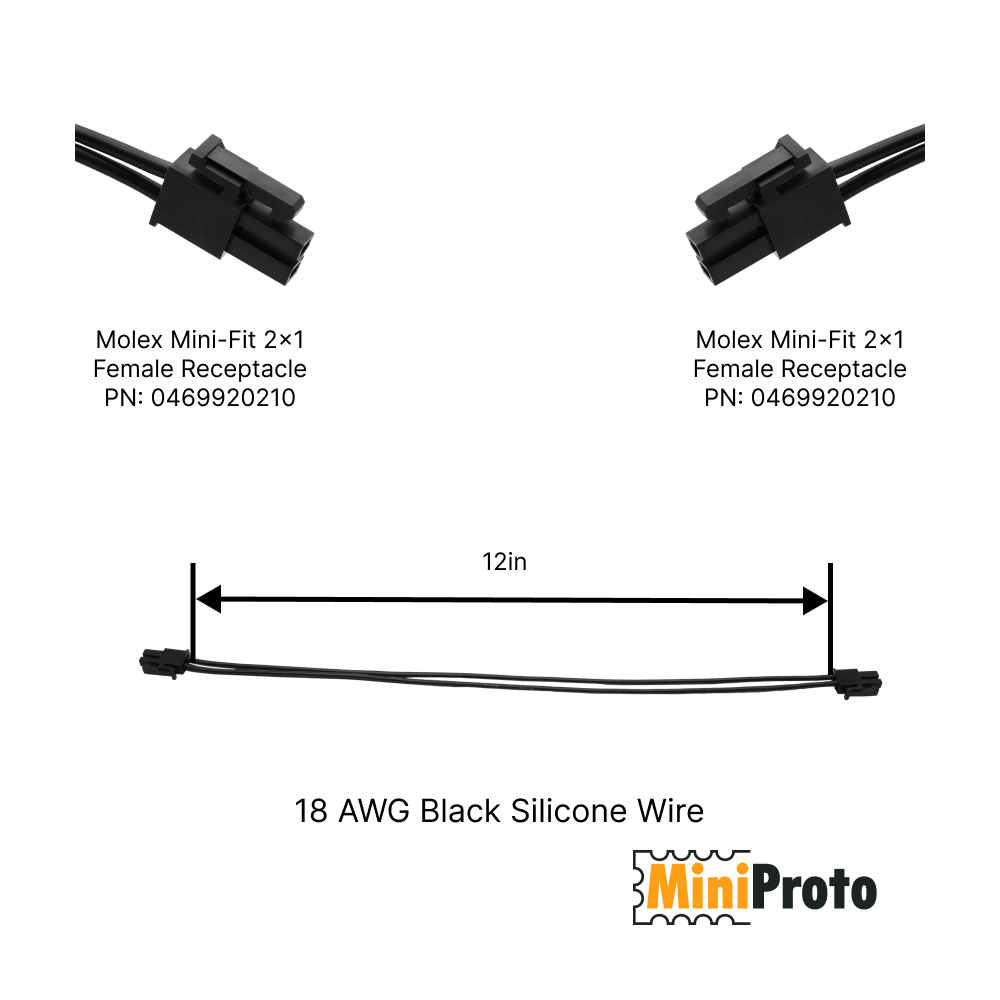 Molex Mini-Fit 2×1
Female Receptacle
PN: 0469920210
Molex Mini-Fit 2×1
Female Receptacle
PN: 0469920210
12in
18 AWG Black Silicone Wire
MiniProto